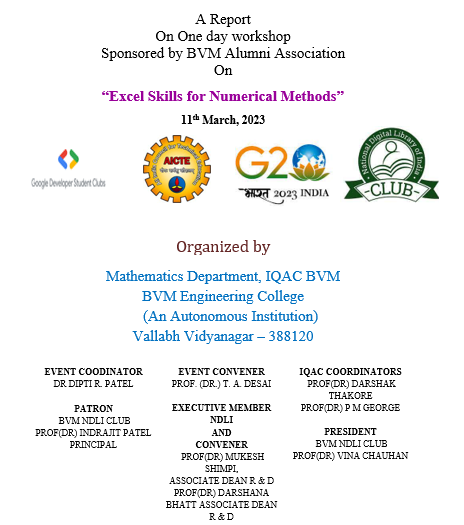 A Report
On One day workshop
Sponsored by BVM Alumni Association
On
“Excel Skills for Numerical Methods”
11th March, 2023
Google Developer Student Clubs
AICTE
G20
भारत 2023 INDIA
National Digital Library of India
CLUB
Organized by
Mathematics Department, IQAC BVM
BVM Engineering College
(An Autonomous Institution)
Vallabh Vidyanagar – 388120
EVENT COODINATOR
DR DIPTI R. PATEL
PATRON
BVM NDLI CLUB
PROF(DR) INDRAJIT PATEL
PRINCIPAL
EVENT CONVENER
PROF. (DR.) T. A. DESAI
EXECUTIVE MEMBER
NDLI
AND
CONVENER
PROF(DR) MUKESH
SHIMPI,
ASSOCIATE DEAN R & D
PROF(DR) DARSHANA
BHATT ASSOCIATE DEAN
R & D
IQAC COORDINATORS
PROF(DR) DARSHAK
THAKORE
PROF(DR) P M GEORGE
PRESIDENT
BVM NDLI CLUB
PROF(DR) VINA CHAUHAN